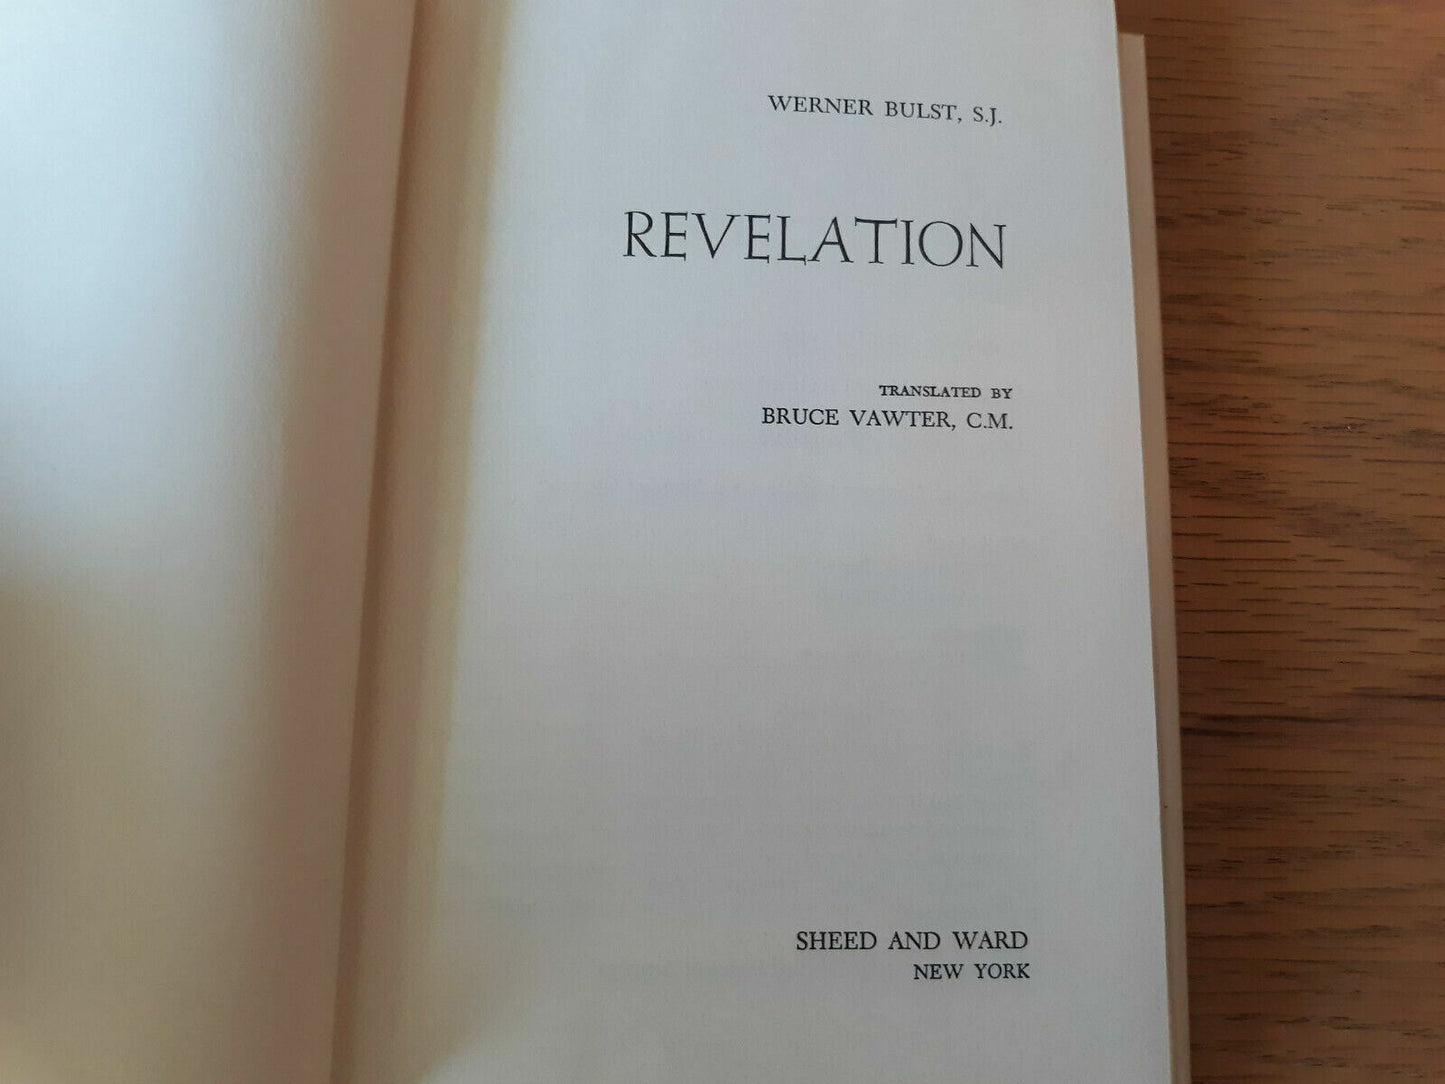 WERNER BULST, S.J.
REVELATION
TRANSLATED BY
BRUCE VAWTER, C.M.
SHEED AND WARD
NEW YORK